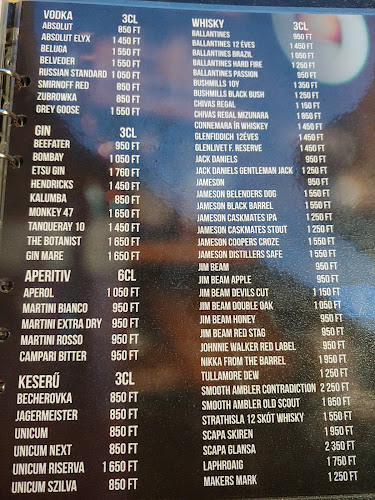 VODKA 3CL
ABSOLUT 850 FT
ABSOLUT ELYX 1 450 FT
BELUGA 1 550 FT
BELVEDER 1 550 FT
RUSSIAN STANDARD 1 050 FT
SMIRNOFF RED 850 FT
ZUBROWKA 850 FT
GREY GOOSE 1 550 FT
GIN 3CL
BEEFATER 950 FT
BOMBAY 1 050 FT
ETSU GIN 1 760 FT
HENDRICKS 1 450 FT
KALUMBA 850 FT
MONKEY 47 1 650 FT
TANQUERAY 10 1 450 FT
THE BOTANIST 1 650 FT
GIN MARE 1 550 FT
APERITIV 6CL
APEROL 1 050 FT
MARTINI BIANCO 950 FT
MARTINI EXTRA DRY 950 FT
MARTINI ROSSO 950 FT
CAMPARI BITTER 950 FT
KESERŰ 3CL
BECHEROVKA 850 FT
JAGERMEISTER 850 FT
UNICUM 850 FT
UNICUM NEXT 850 FT
UNICUM RISERVA 1 650 FT
UNICUM SZILVA 850 FT
WHISKY 3CL
BALLANTINES 950 FT
BALLANTINES 12 ÉVES 1 450 FT
BALLANTINES BRAZIL 1 050 FT
BALLANTINES HARD FIRE 1 250 FT
BALLANTINES PASSION 950 FT
BUSHMILLS 10Y 1 350 FT
BUSHMILLS BLACK BUSH 1 250 FT
CHIVAS REGAL 1 150 FT
CHIVAS REGAL MIZUNARA 1 850 FT
CONNEMARA ÍR WHISKEY 1 450 FT
GLENFIDDICH 12ÉVES 1 450 FT
GLENLIVET F. RESERVE 1 450 FT
JACK DANIELS 950 FT
JACK DANIELS GENTLEMAN JACK 1 250 FT
JAMESON 950 FT
JAMESON BELENDERS DOG 1 550 FT
JAMESON BLACK BARREL 1 550 FT
JAMESON CASKMATES IPA 1 250 FT
JAMESON CASKMATES STOUT 1 250 FT
JAMESON COOPERS CROZE 1 550 FT
JAMESON DISTILLERS SAFE 1 550 FT
JIM BEAM 950 FT
JIM BEAM APPLE 950 FT
JIM BEAM DEVILS CUT 1 150 FT
JIM BEAM DOUBLE OAK 1 050 FT
JIM BEAM HONEY 950 FT
JIM BEAM RED STAG 950 FT
JOHNNIE WALKER RED LABEL 950 FT
NIKKA FROM THE BARREL 1 950 FT
TULLAMORE DEW 1 250 FT
SMOOTH AMBLER CONTRADICTION 2 250 FT
SMOOTH AMBLER OLD SCOUT 1 850 FT
STRATHISLA 12 SKÓT WHISKY 1 550 FT
SCAPA SKIREN 1 950 FT
SCAPA GLANSA 2 350 FT
LAPHROAIG 1 750 FT
MAKERS MARK 1 250 FT